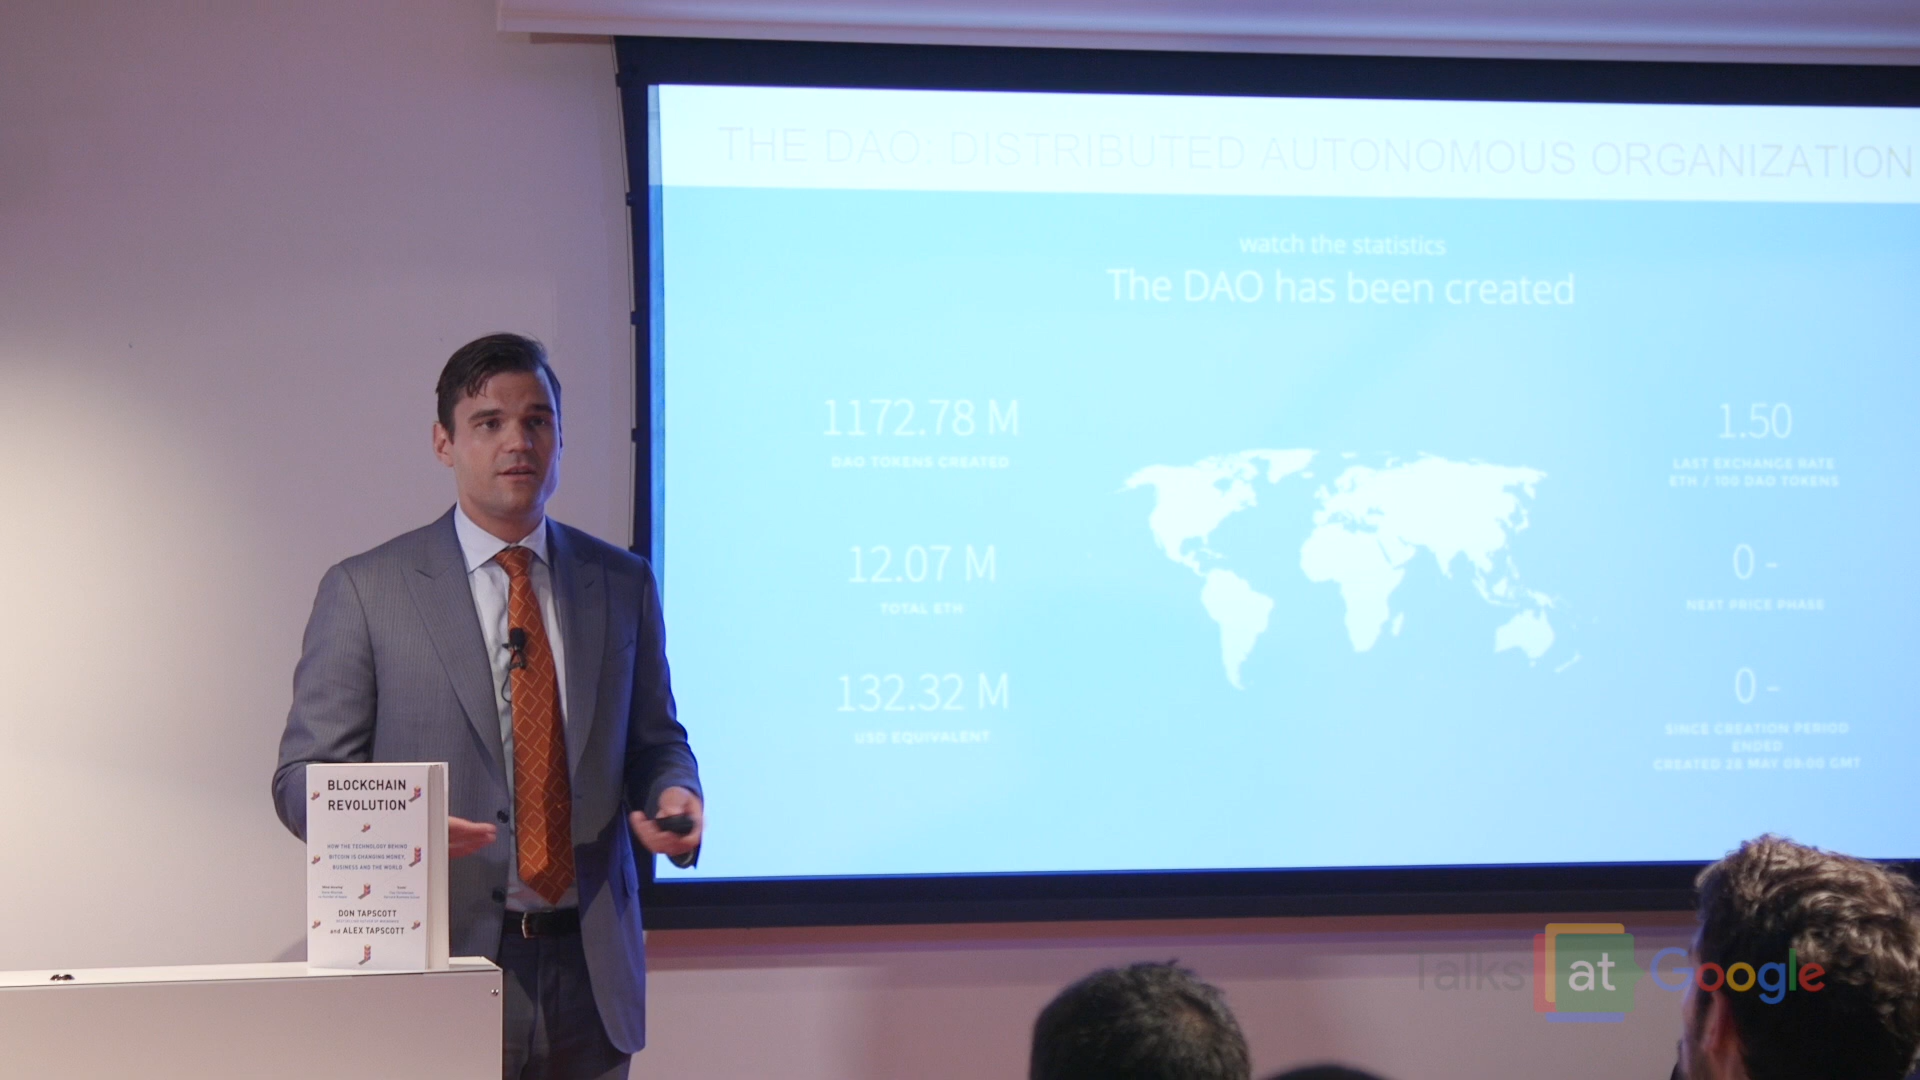 THE DAO: DISTRIBUTED AUTONOMOUS ORGANIZATION
watch the statistics
The DAO has been created
1172.78 M
DAO TOKENS CREATED
12.07 M
TOTAL ETH
132.32 M
USD EQUIVALENT
1.50
LAST EXCHANGE RATE
ETH / 100 DAO TOKENS
0 -
NEXT PRICE PHASE
0 -
SINCE CREATION PERIOD
ENDED
CREATED 28 MAY 09:00 GMT
BLOCKCHAIN
REVOLUTION
HOW THE TECHNOLOGY BEHIND
BITCOIN IS CHANGING MONEY,
BUSINESS AND THE WORLD
DON TAPSCOTT
and ALEX TAPSCOTT
Talks at Google